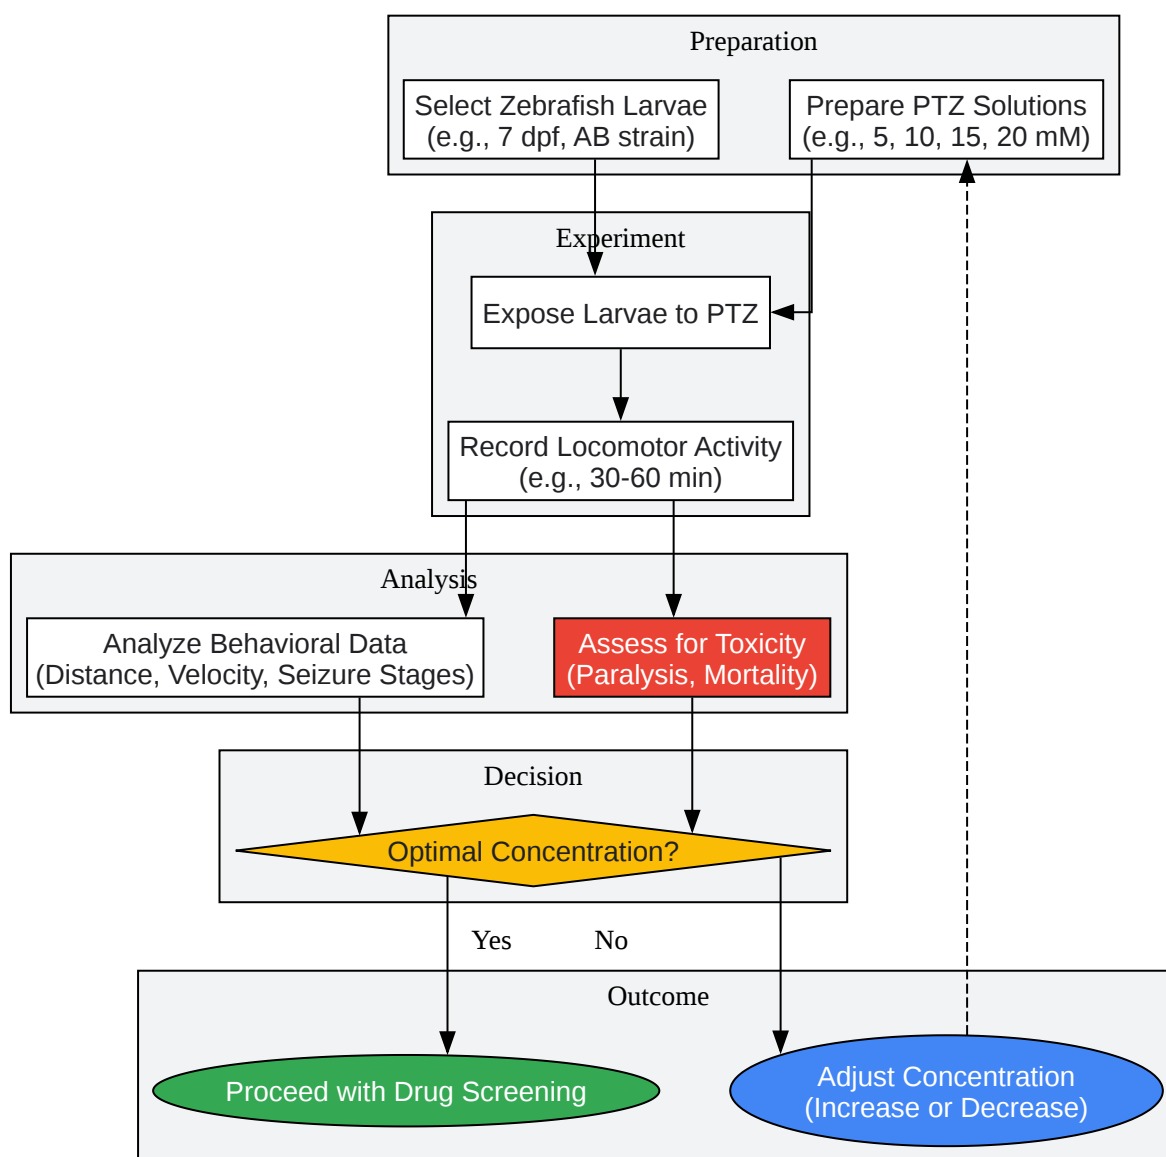 Preparation
Select Zebrafish Larvae
(e.g., 7 dpf, AB strain)
Prepare PTZ Solutions
(e.g., 5, 10, 15, 20 mM)
Experiment
Expose Larvae to PTZ
Record Locomotor Activity
(e.g., 30-60 min)
Analysis
Analyze Behavioral Data
(Distance, Velocity, Seizure Stages)
Assess for Toxicity
(Paralysis, Mortality)
Decision
Optimal Concentration?
Yes
No
Outcome
Proceed with Drug Screening
Adjust Concentration
(Increase or Decrease)